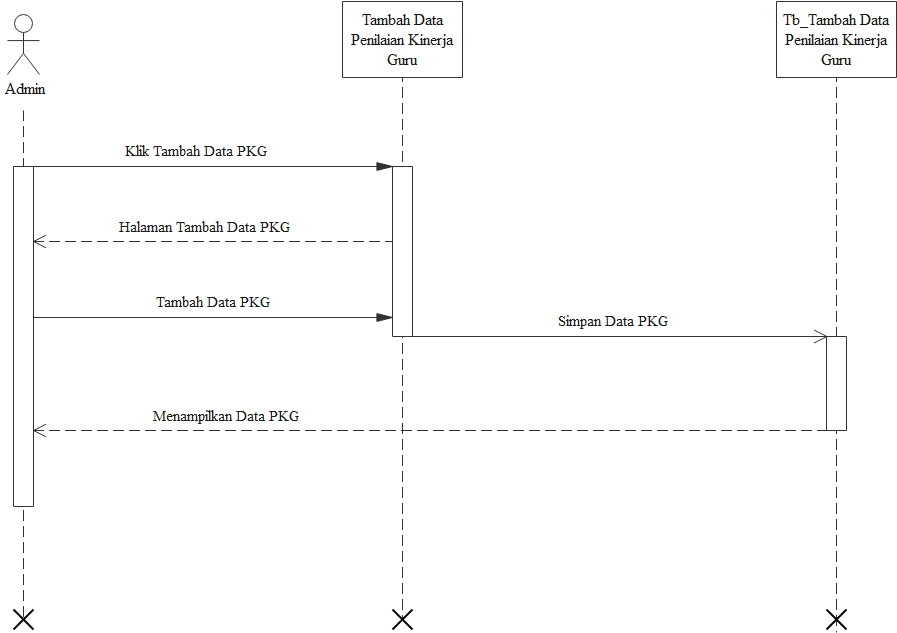 Admin
Tambah Data
Penilaian Kinerja
Guru
Tb_Tambah Data
Penilaian Kinerja
Guru
Klik Tambah Data PKG
Halaman Tambah Data PKG
Tambah Data PKG
Simpan Data PKG
Menampilkan Data PKG